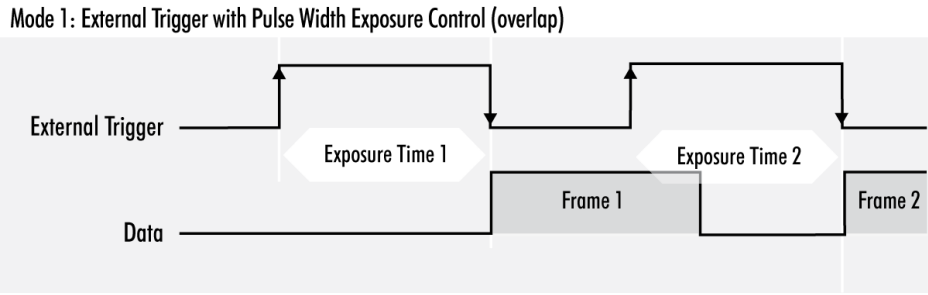 Mode 1: External Trigger with Pulse Width Exposure Control (overlap)
External Trigger
Exposure Time 1
Exposure Time 2
Frame 1
Frame 2
Data